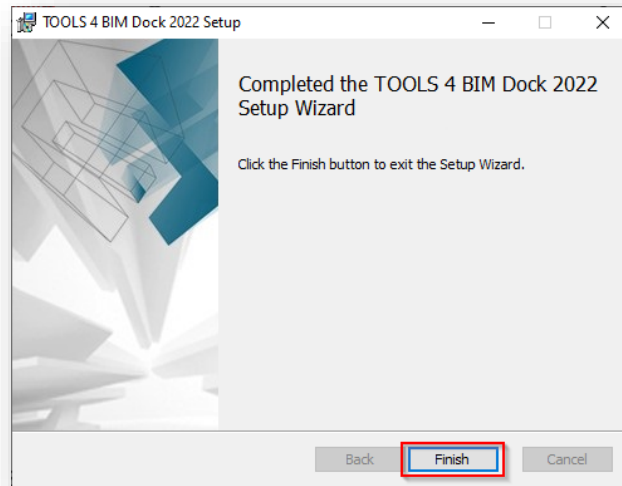 TOOLS 4 BIM Dock 2022 Setup
Completed the TOOLS 4 BIM Dock 2022
Setup Wizard
Click the Finish button to exit the Setup Wizard.
Back Finish Cancel